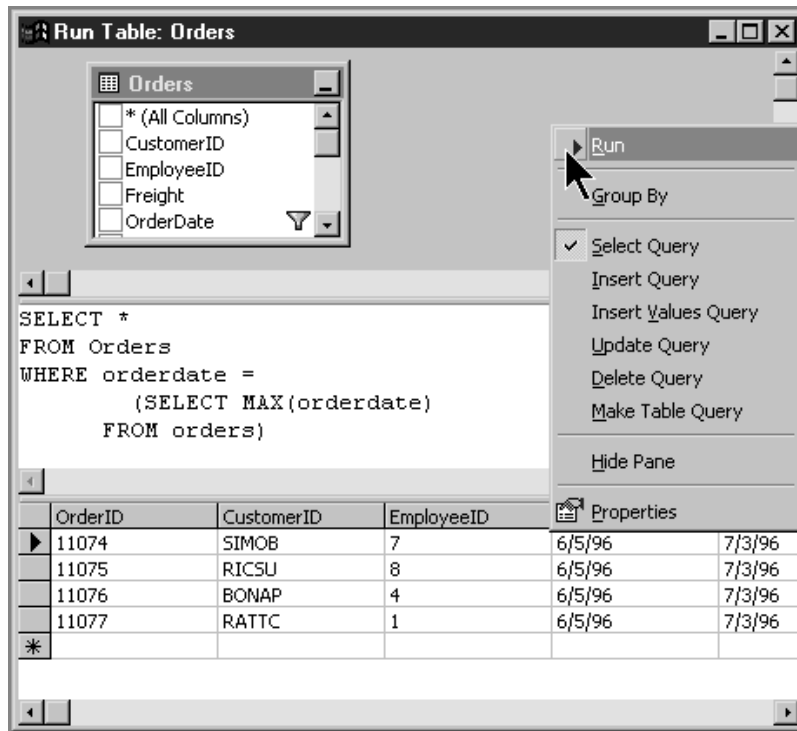 Run Table: Orders
Orders
* (All Columns)
CustomerID
EmployeeID
Freight
OrderDate
Run
Group By
Select Query
Insert Query
Insert Values Query
Update Query
Delete Query
Make Table Query
Hide Pane
Properties
SELECT *
FROM Orders
WHERE orderdate =
(SELECT MAX(orderdate)
FROM orders)
OrderID CustomerID EmployeeID
11074 SIMOB 7 6/5/96 7/3/96
11075 RICSU 8 6/5/96 7/3/96
11076 BONAP 4 6/5/96 7/3/96
11077 RATTC 1 6/5/96 7/3/96